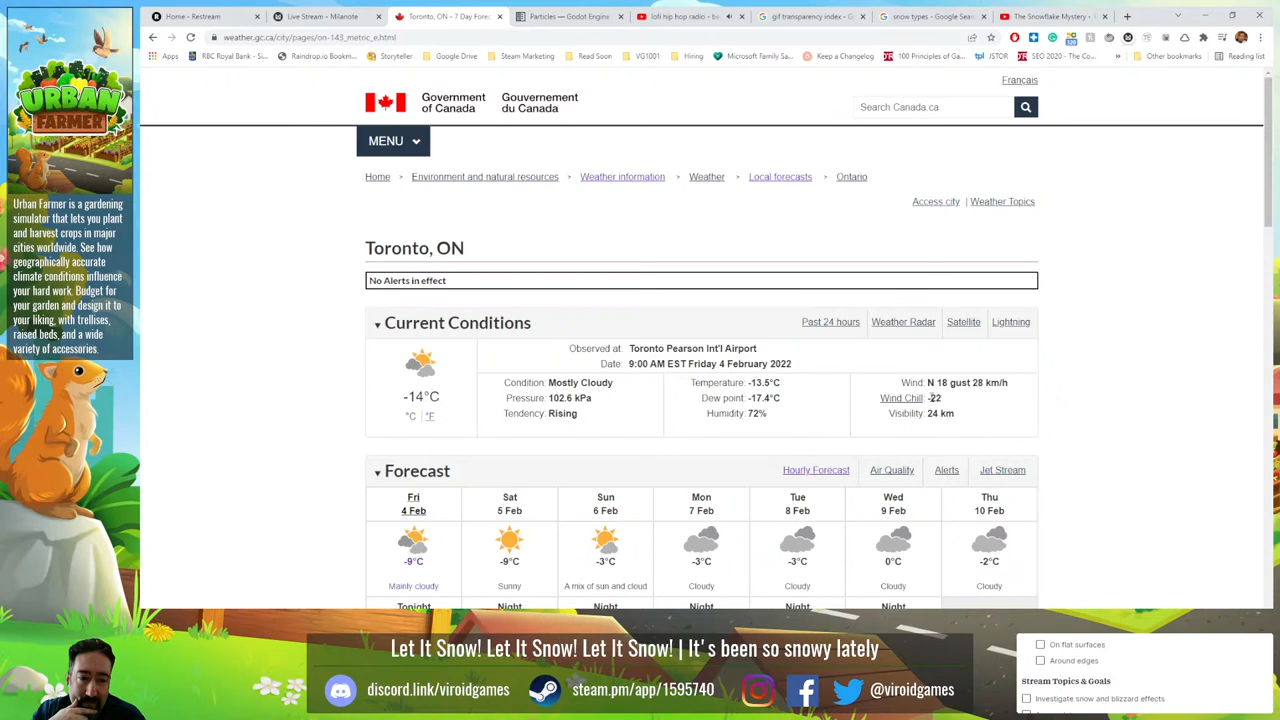 Home - Restream
Live Stream - Milanote
Toronto, ON - 7 Day Forec
Particles — Godot Engine
lofi hip hop radio - b
gif transparency index - G
snow types - Google Sear
The Snowflake Mystery -
weather.gc.ca/city/pages/on-143_metric_e.html
Apps
RBC Royal Bank - Si...
Raindrop.io Bookm...
Storyteller
Google Drive
Steam Marketing
Read Soon
VG1001
Hiring
Microsoft Family Sa...
Keep a Changelog
100 Principles of Ga...
JSTOR
SEO 2020 (The Co...
Other bookmarks
Reading list
Français
Government of Canada
Gouvernement du Canada
Search Canada.ca
MENU
Home > Environment and natural resources > Weather information > Weather > Local forecasts > Ontario
Access city | Weather Topics
Toronto, ON
No Alerts in effect
Current Conditions
Past 24 hours
Weather Radar
Satellite
Lightning
Observed at: Toronto Pearson Int'l Airport
Date: 9:00 AM EST Friday 4 February 2022
-14°C
°C | °F
Condition: Mostly Cloudy
Pressure: 102.6 kPa
Tendency: Rising
Temperature: -13.5°C
Dew point: -17.4°C
Humidity: 72%
Wind: N 18 gust 28 km/h
Wind Chill: -22
Visibility: 24 km
Forecast
Hourly Forecast
Air Quality
Alerts
Jet Stream
Fri
4 Feb
-9°C
Mainly cloudy
Tonight
Sat
5 Feb
-9°C
Sunny
Night
Sun
6 Feb
-3°C
A mix of sun and cloud
Night
Mon
7 Feb
-3°C
Cloudy
Night
Tue
8 Feb
-3°C
Cloudy
Night
Wed
9 Feb
0°C
Cloudy
Night
Thu
10 Feb
-2°C
Cloudy
URBAN
FARMER
Urban Farmer is a gardening
simulator that lets you plant
and harvest crops in major
cities worldwide. See how
geographically accurate
climate conditions influence
your hard work. Budget for
your garden and design it to
your liking, with trellises,
raised beds, and a wide
variety of accessories.
Let It Snow! Let It Snow! Let It Snow! | It's been so snowy lately
discord.link/viroidgames
steam.pm/app/1595740
@viroidgames
On flat surfaces
Around edges
Stream Topics & Goals
Investigate snow and blizzard effects